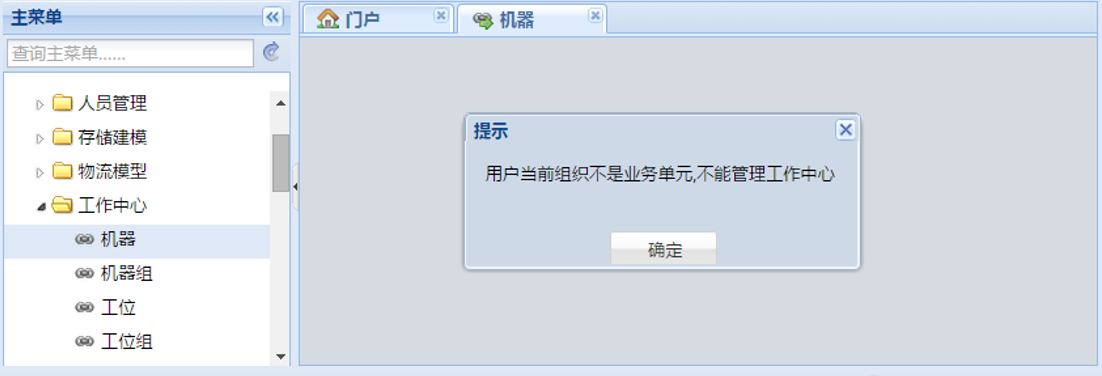 主菜单
查询主菜单......
人员管理
存储建模
物流模型
工作中心
机器
机器组
工位
工位组
门户
机器
提示
用户当前组织不是业务单元,不能管理工作中心
确定